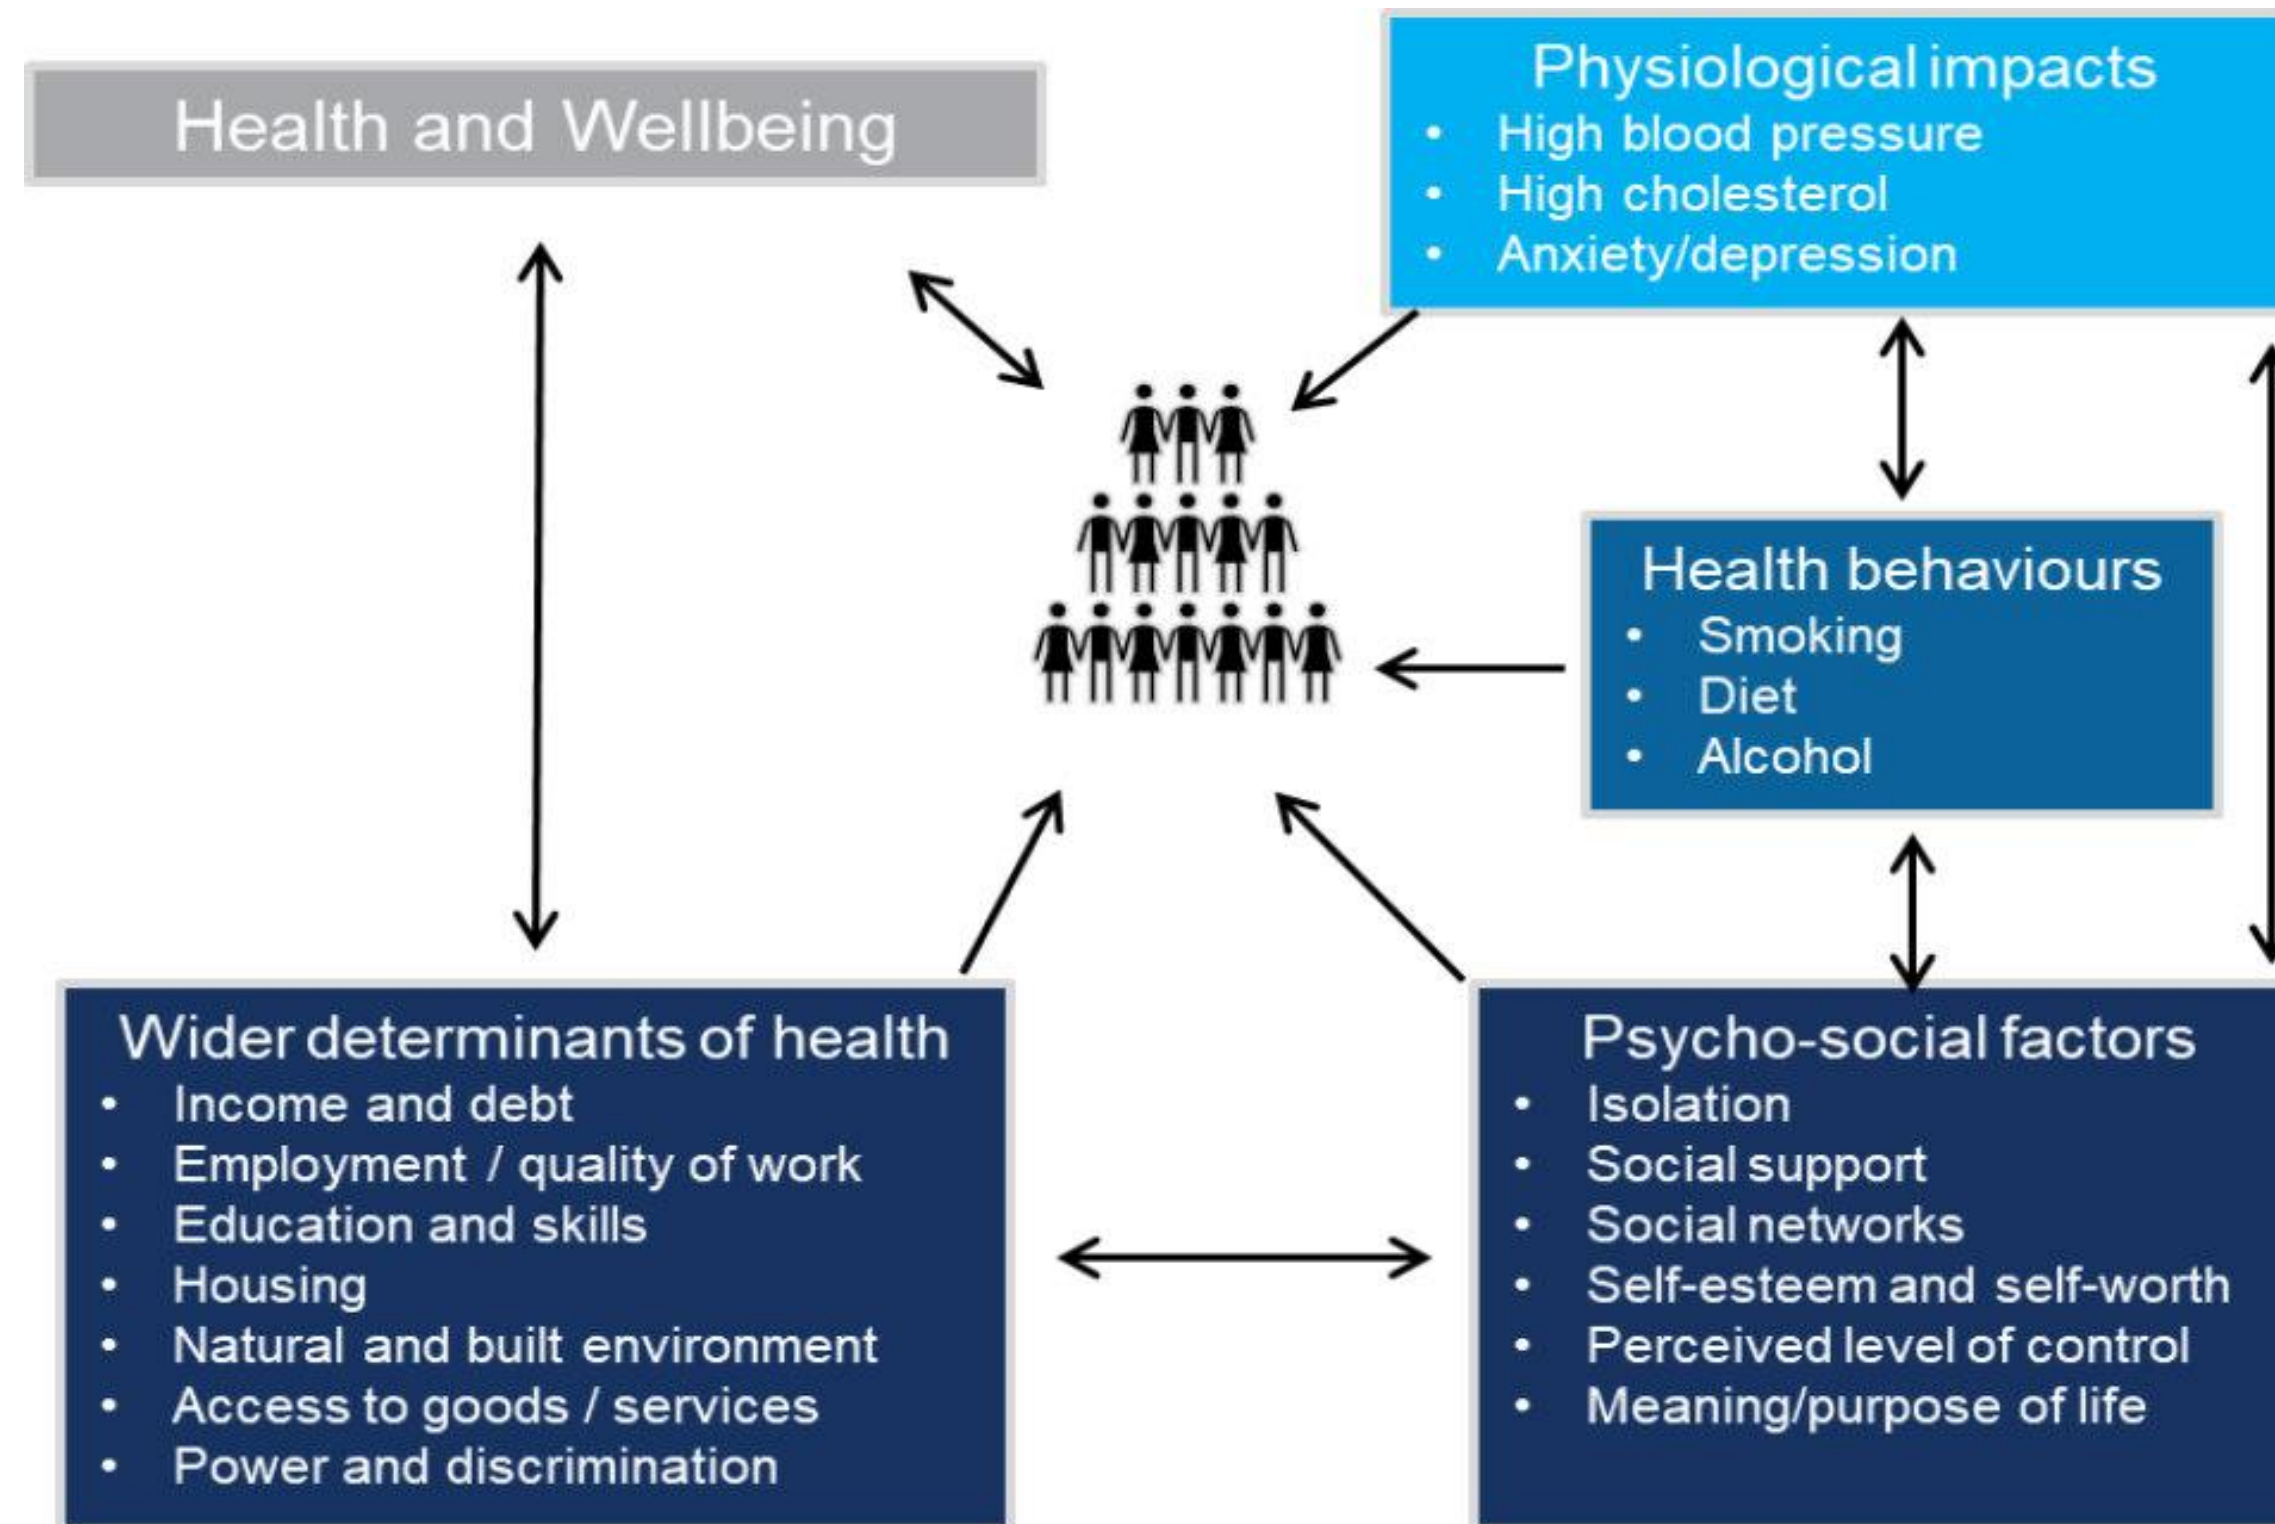 Health and Wellbeing
Physiological impacts
• High blood pressure
• High cholesterol
• Anxiety/depression
Health behaviours
• Smoking
• Diet
• Alcohol
Wider determinants of health
• Income and debt
• Employment / quality of work
• Education and skills
• Housing
• Natural and built environment
• Access to goods / services
• Power and discrimination
Psycho-social factors
• Isolation
• Social support
• Social networks
• Self-esteem and self-worth
• Perceived level of control
• Meaning/purpose of life